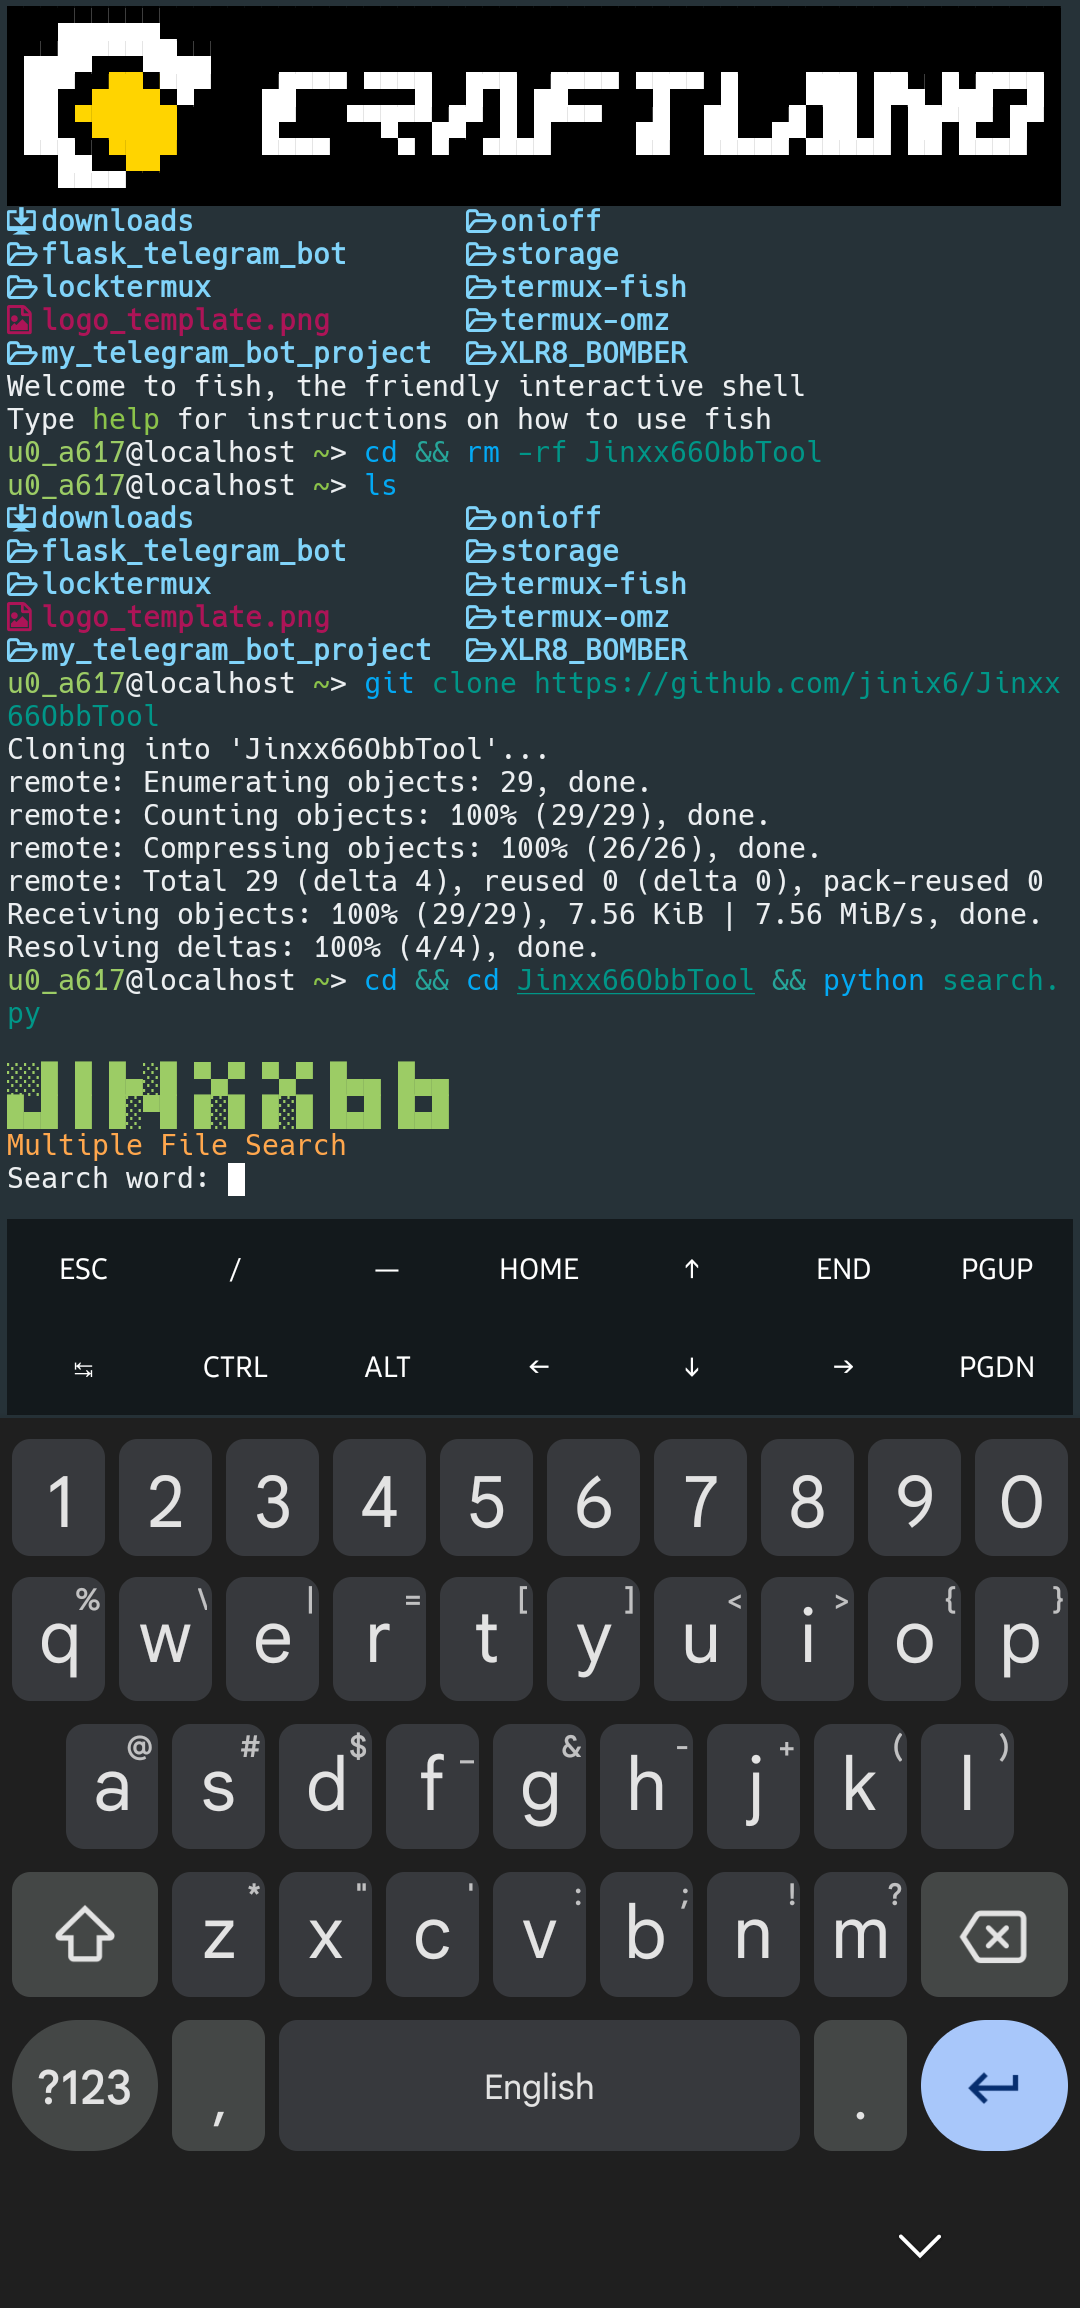 downloads onioff
flask_telegram_bot storage
locktermux termux-fish
logo_template.png termux-omz
my_telegram_bot_project XLR8_BOMBER
Welcome to fish, the friendly interactive shell
Type help for instructions on how to use fish
u0_a617@localhost ~> cd && rm -rf Jinxx66ObbTool
u0_a617@localhost ~> ls
downloads onioff
flask_telegram_bot storage
locktermux termux-fish
logo_template.png termux-omz
my_telegram_bot_project XLR8_BOMBER
u0_a617@localhost ~> git clone https://github.com/jinix6/Jinxx
66ObbTool
Cloning into 'Jinxx66ObbTool'...
remote: Enumerating objects: 29, done.
remote: Counting objects: 100% (29/29), done.
remote: Compressing objects: 100% (26/26), done.
remote: Total 29 (delta 4), reused 0 (delta 0), pack-reused 0
Receiving objects: 100% (29/29), 7.56 KiB | 7.56 MiB/s, done.
Resolving deltas: 100% (4/4), done.
u0_a617@localhost ~> cd && cd Jinxx66ObbTool && python search.
py
JINXX66
Multiple File Search
Search word:
ESC / — HOME ↑ END PGUP
↹ CTRL ALT ← ↓ → PGDN
1 2 3 4 5 6 7 8 9 0
% \ | = [ ] < > { }
q w e r t y u i o p
@ # $ _ & - + ( )
a s d f g h j k l
* " ' : ; ! ?
z x c v b n m
?123 , English .